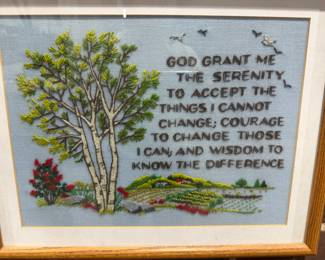 GOD GRANT ME
THE SERENITY
TO ACCEPT THE
THINGS I CANNOT
CHANGE; COURAGE
TO CHANGE THOSE
I CAN; AND WISDOM TO
KNOW THE DIFFERENCE